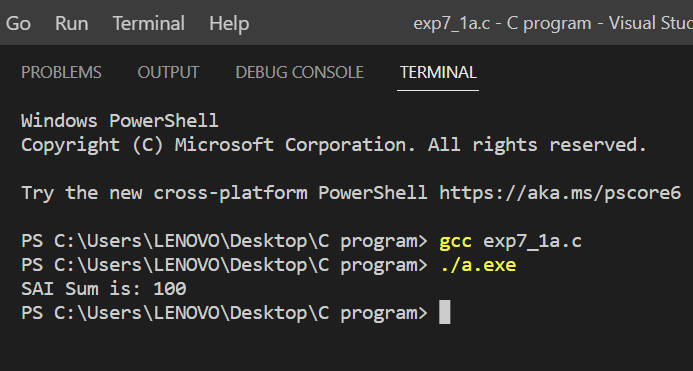 Go Run Terminal Help exp7_1a.c - C program - Visual Stud
PROBLEMS OUTPUT DEBUG CONSOLE TERMINAL
Windows PowerShell
Copyright (C) Microsoft Corporation. All rights reserved.
Try the new cross-platform PowerShell https://aka.ms/pscore6
PS C:\Users\LENOVO\Desktop\C program> gcc exp7_1a.c
PS C:\Users\LENOVO\Desktop\C program> ./a.exe
SAI Sum is: 100
PS C:\Users\LENOVO\Desktop\C program>